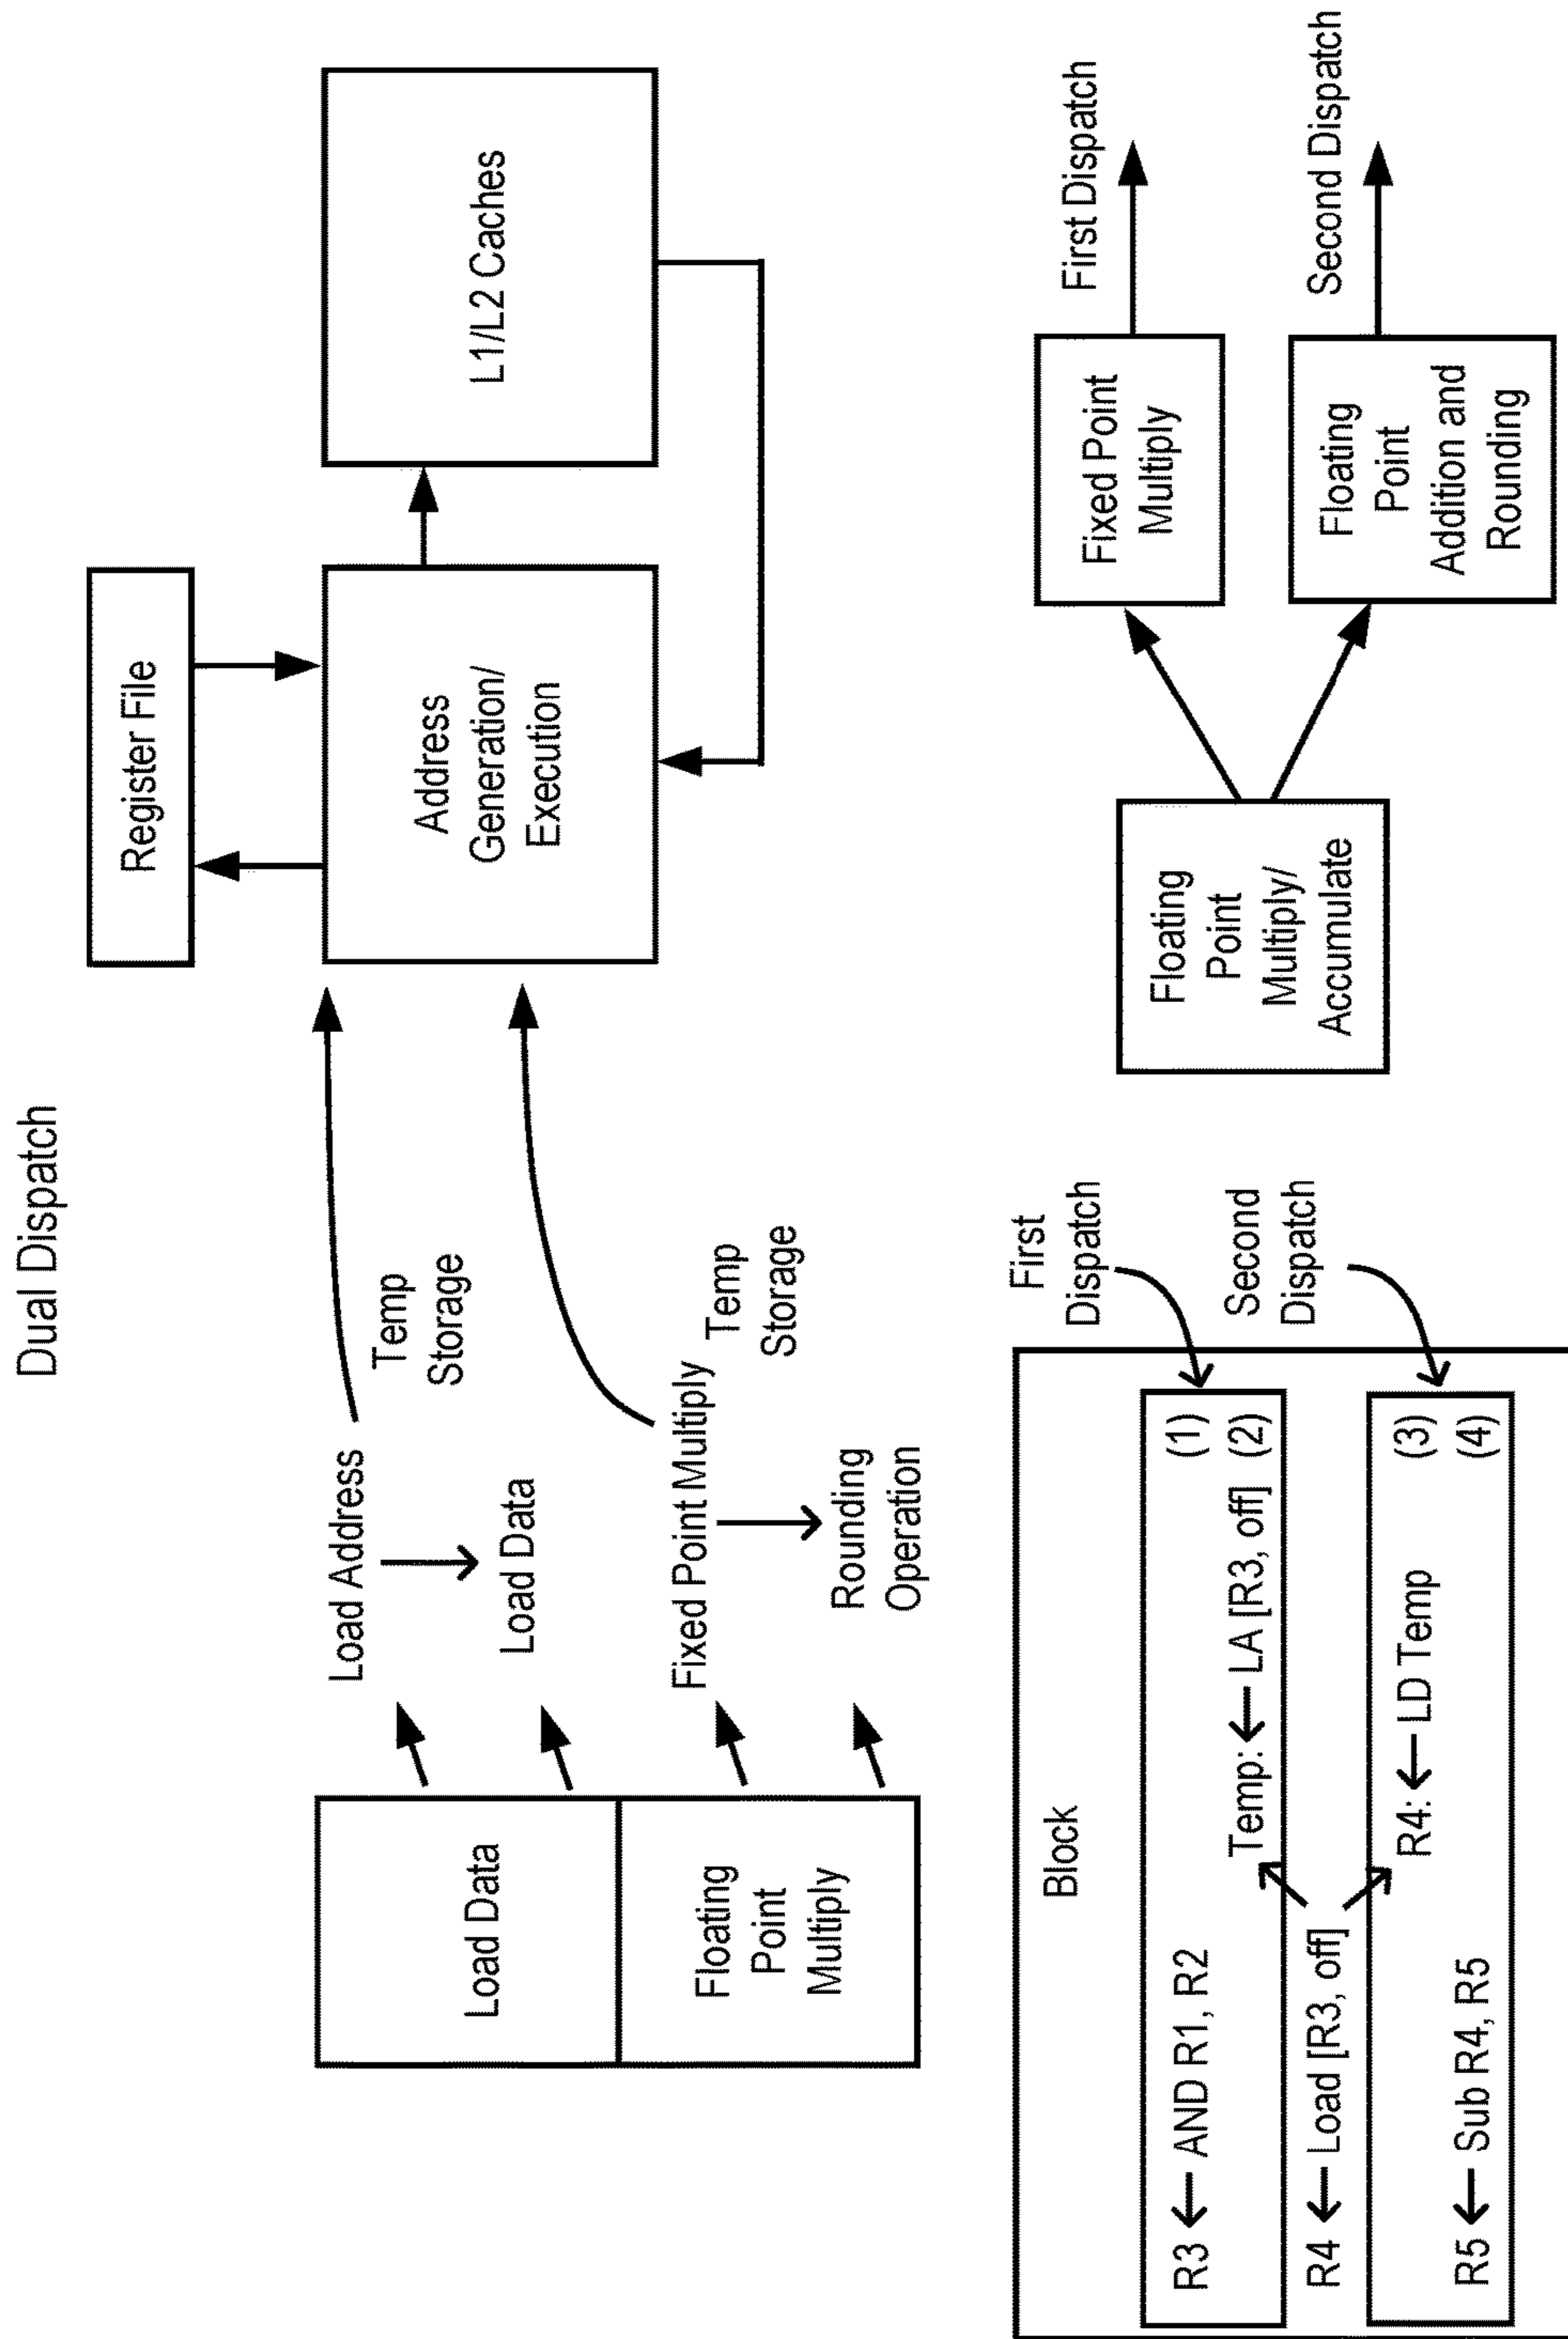 Dual Dispatch
Register File
Address
Generation/
Execution
L1/L2 Caches
Load Data
Floating
Point
Multiply
Load Address
Temp
Storage
Load Data
Fixed Point Multiply
Temp
Storage
Rounding
Operation
Block
R3 ← AND R1, R2 (1)
Temp: ← LA [R3, off] (2)
R4 ← Load [R3, off]
R4: ← LD Temp (3)
R5 ← Sub R4, R5 (4)
First
Dispatch
Second
Dispatch
Floating
Point
Multiply/
Accumulate
Fixed Point
Multiply
First Dispatch
Floating
Point
Addition and
Rounding
Second Dispatch